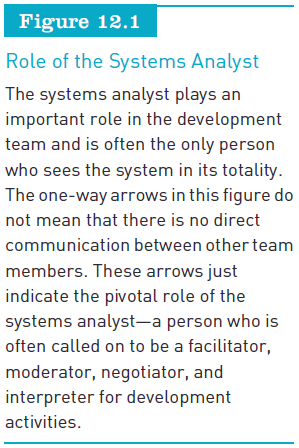 Figure 12.1
Role of the Systems Analyst
The systems analyst plays an
important role in the development
team and is often the only person
who sees the system in its totality.
The one-way arrows in this figure do
not mean that there is no direct
communication between other team
members. These arrows just
indicate the pivotal role of the
systems analyst—a person who is
often called on to be a facilitator,
moderator, negotiator, and
interpreter for development
activities.